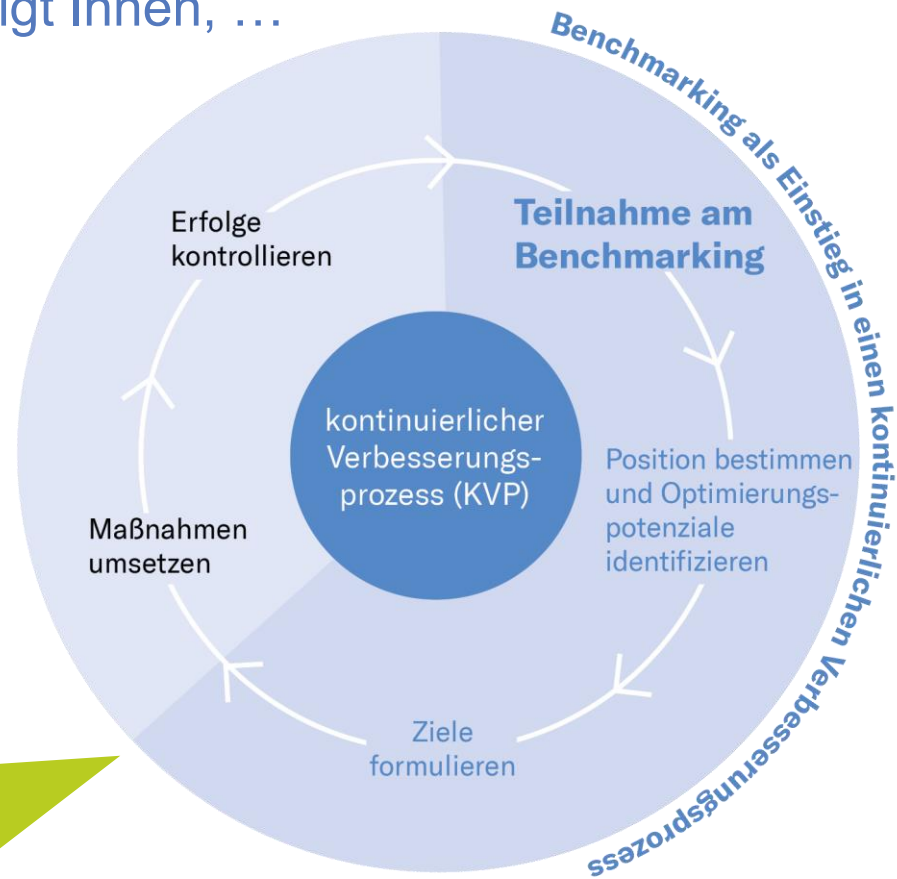 igt Ihnen, …
Benchmarking als Einstieg in einen kontinuierlichen Verbesserungsprozess
Teilnahme am
Benchmarking
Position bestimmen
und Optimierungs-
potenziale
identifizieren
Ziele
formulieren
Maßnahmen
umsetzen
Erfolge
kontrollieren
kontinuierlicher
Verbesserungs-
prozess (KVP)